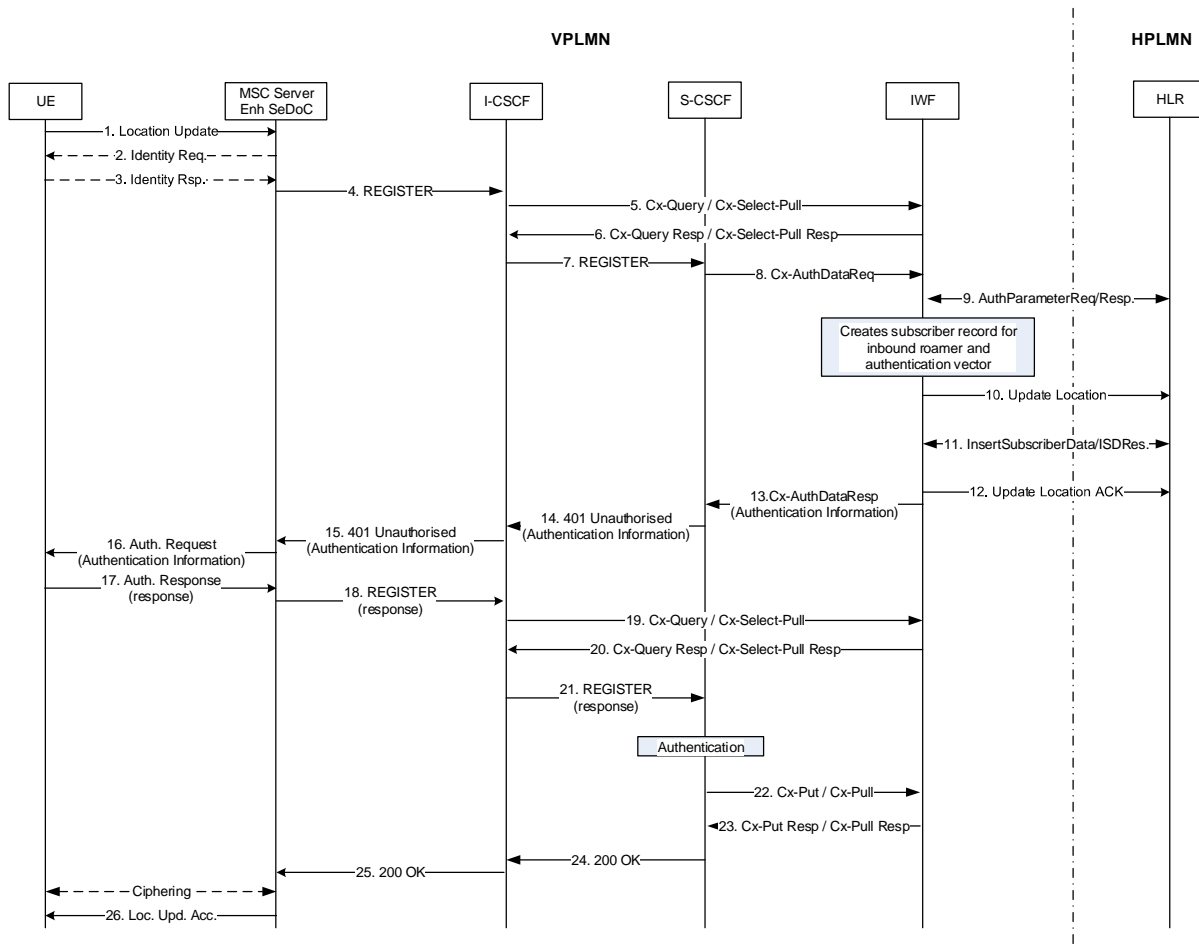 VPLMN
HPLMN
UE
MSC Server
Enh SeDoC
I-CSCF
S-CSCF
IWF
HLR
1. Location Update
2. Identity Req.
3. Identity Rsp.
4. REGISTER
5. Cx-Query / Cx-Select-Pull
6. Cx-Query Resp / Cx-Select-Pull Resp
7. REGISTER
8. Cx-AuthDataReq
9. AuthParameterReq/Resp.
Creates subscriber record for
inbound roamer and
authentication vector
10. Update Location
11. InsertSubscriberData/ISDRes.
12. Update Location ACK
13.Cx-AuthDataResp
(Authentication Information)
14. 401 Unauthorised
(Authentication Information)
15. 401 Unauthorised
(Authentication Information)
16. Auth. Request
(Authentication Information)
17. Auth. Response
(response)
18. REGISTER
(response)
19. Cx-Query / Cx-Select-Pull
20. Cx-Query Resp / Cx-Select-Pull Resp
21. REGISTER
(response)
Authentication
22. Cx-Put / Cx-Pull
23. Cx-Put Resp / Cx-Pull Resp
24. 200 OK
25. 200 OK
Ciphering
26. Loc. Upd. Acc.